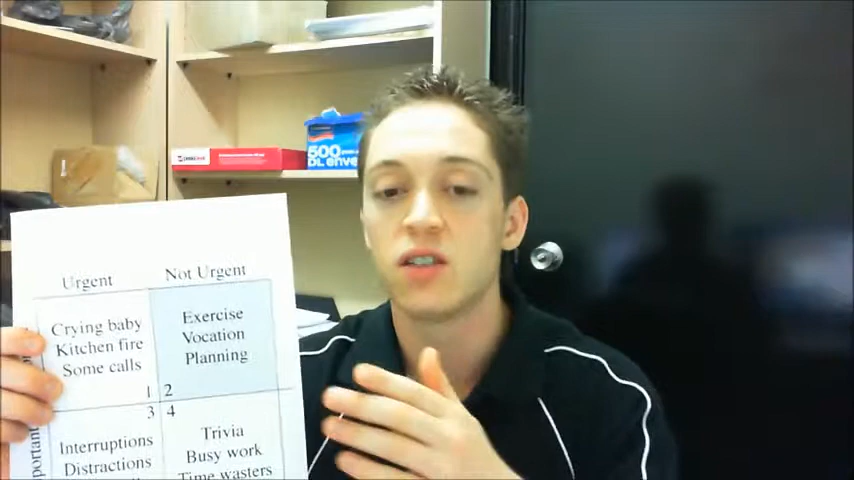 500
DL enve
Urgent
Not Urgent
Crying baby
Kitchen fire
Some calls
1
Exercise
Vocation
Planning
2
3
4
Interruptions
Distractions
Trivia
Busy work
Time wasters